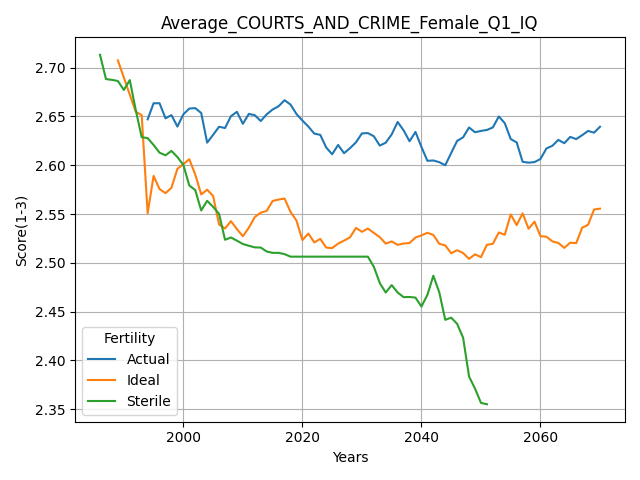 Average_COURTS_AND_CRIME_Female_Q1_IQ
Score(1-3)
2.70
2.65
2.60
2.55
2.50
2.45
2.40
2.35
Fertility
Actual
Ideal
Sterile
2000 2020 2040 2060
Years